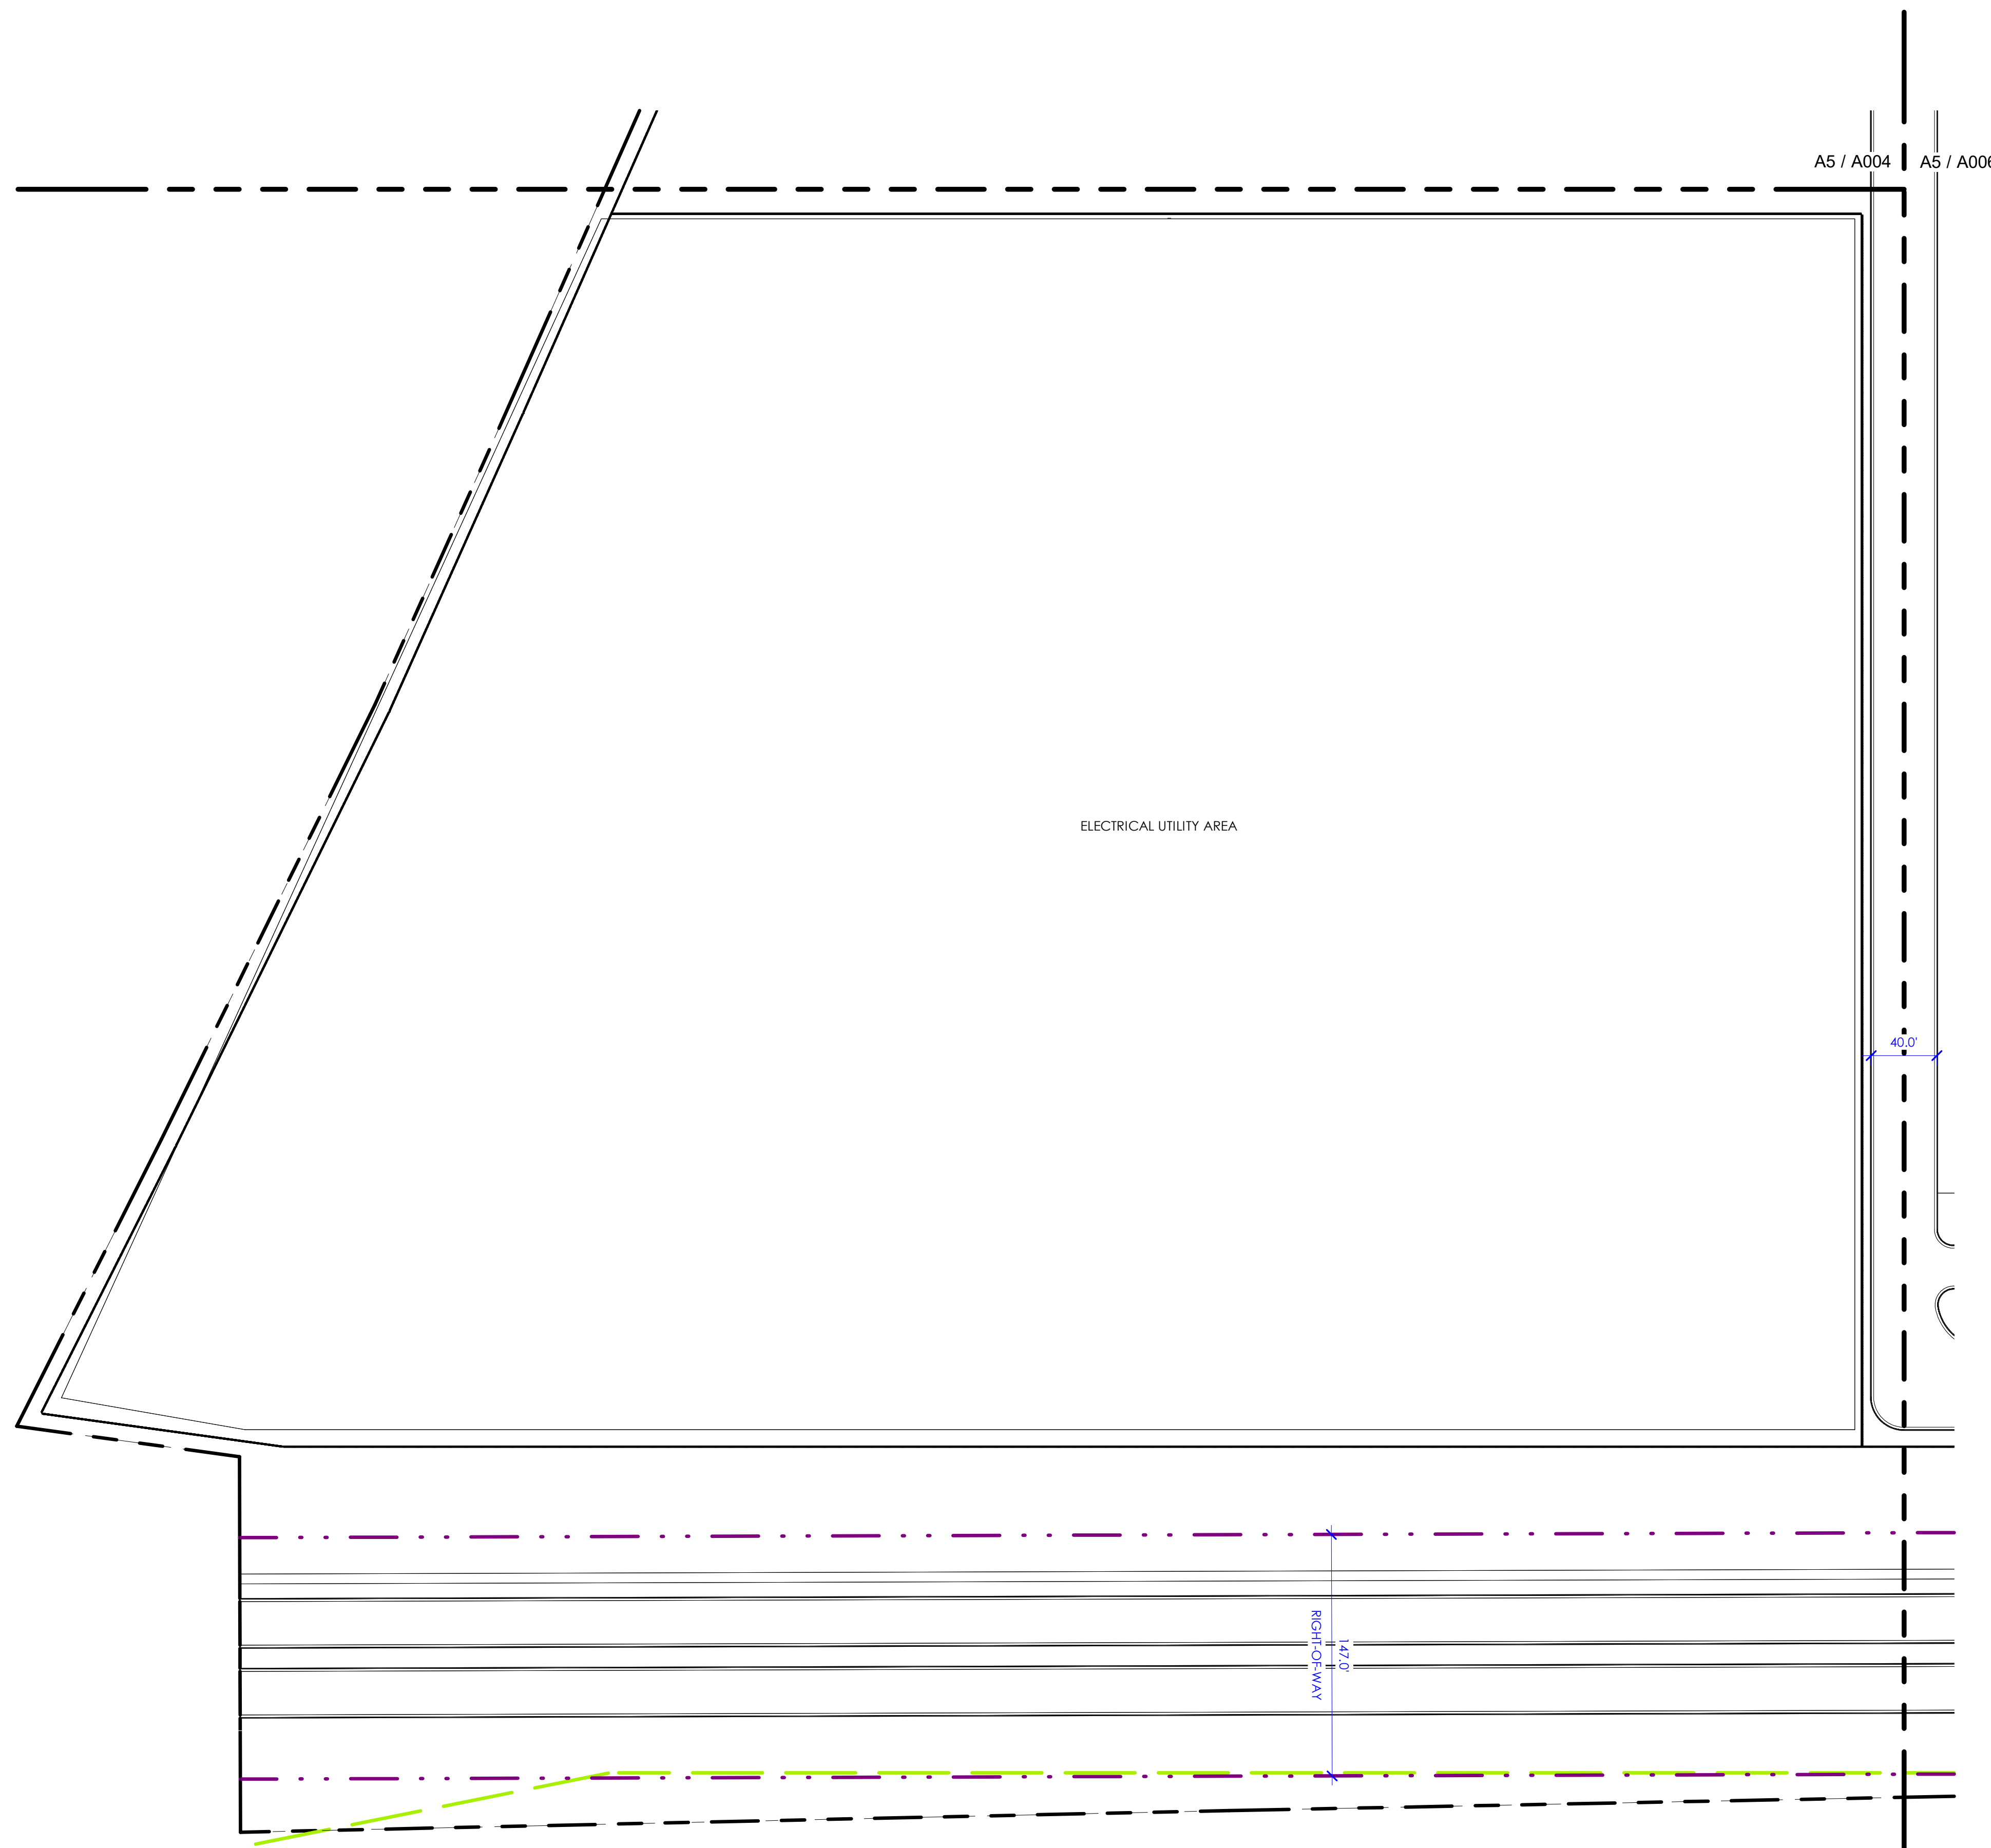 A5 / A004
A5 / A006
ELECTRICAL UTILITY AREA
40.0'
147.0'
RIGHT-OF-WAY